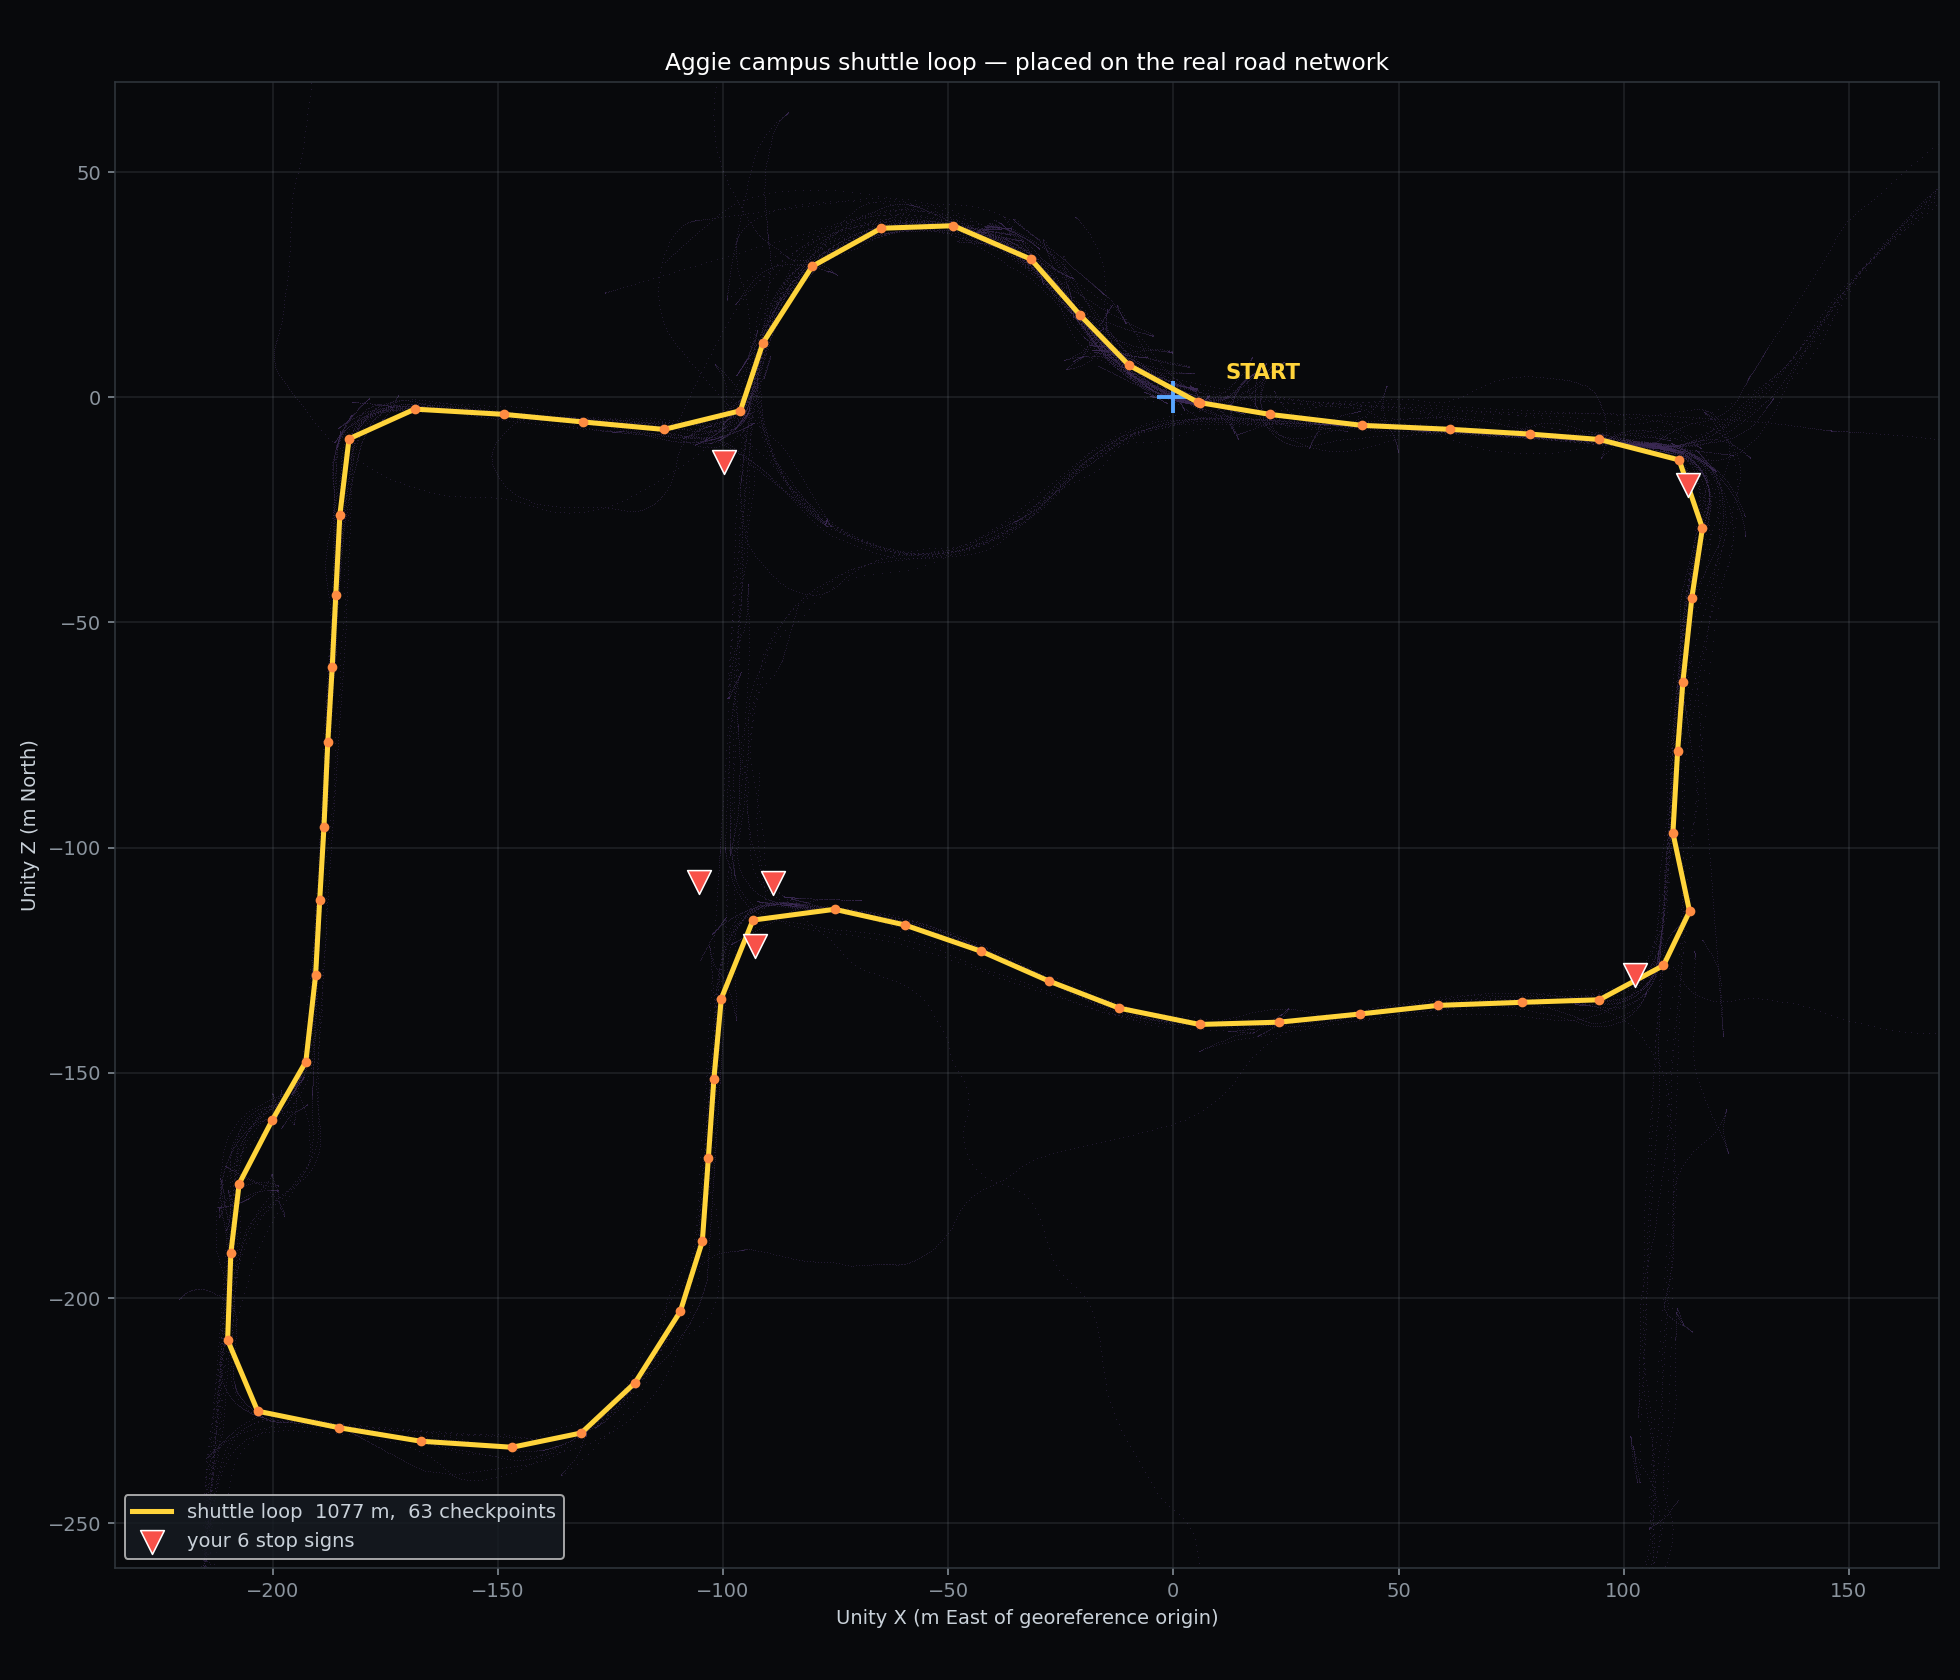 Aggie campus shuttle loop — placed on the real road network
START
50
0
−50
−100
−150
−200
−250
−200
−150
−100
−50
0
50
100
150
Unity Z (m North)
Unity X (m East of georeference origin)
shuttle loop  1077 m,  63 checkpoints
your 6 stop signs